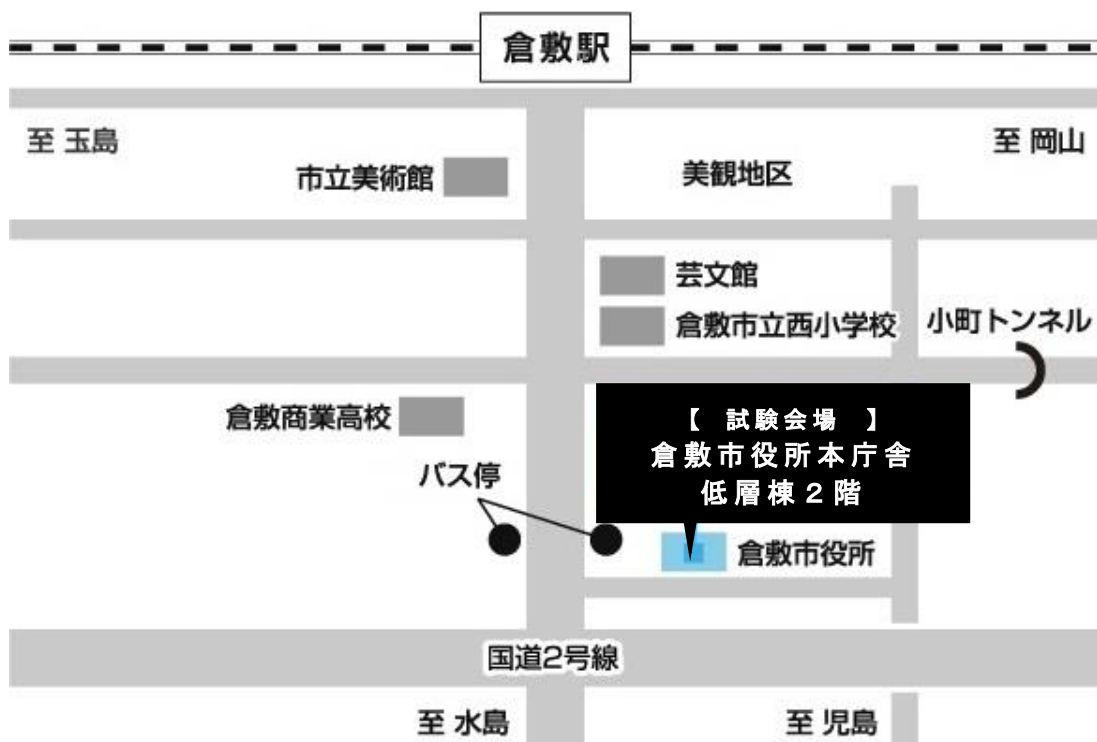 倉敷駅
至 玉島
至 岡山
市立美術館
美観地区
芸文館
倉敷市立西小学校
小町トンネル
倉敷商業高校
【 試験会場 】
倉敷市役所本庁舎
低層棟２階
バス停
倉敷市役所
国道2号線
至 水島
至 児島